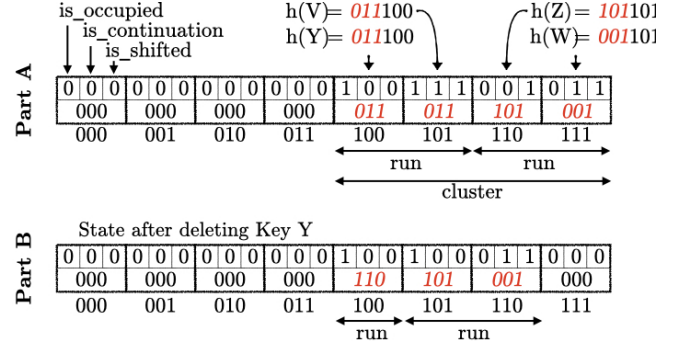 is_occupied h(V)= 011100 h(Z) = 101101
is_continuation h(Y)= 011100 h(W)= 001101
is_shifted
Part A
0 0 0 0 0 0 0 0 0 0 0 0 1 0 0 1 1 1 0 0 1 0 1 1
000 000 000 000 011 011 101 001
000 001 010 011 100 101 110 111
run run
cluster
State after deleting Key Y
Part B
0 0 0 0 0 0 0 0 0 0 0 0 1 0 0 1 0 0 0 1 1 0 0 0
000 000 000 000 110 101 001 000
000 001 010 011 100 101 110 111
run run